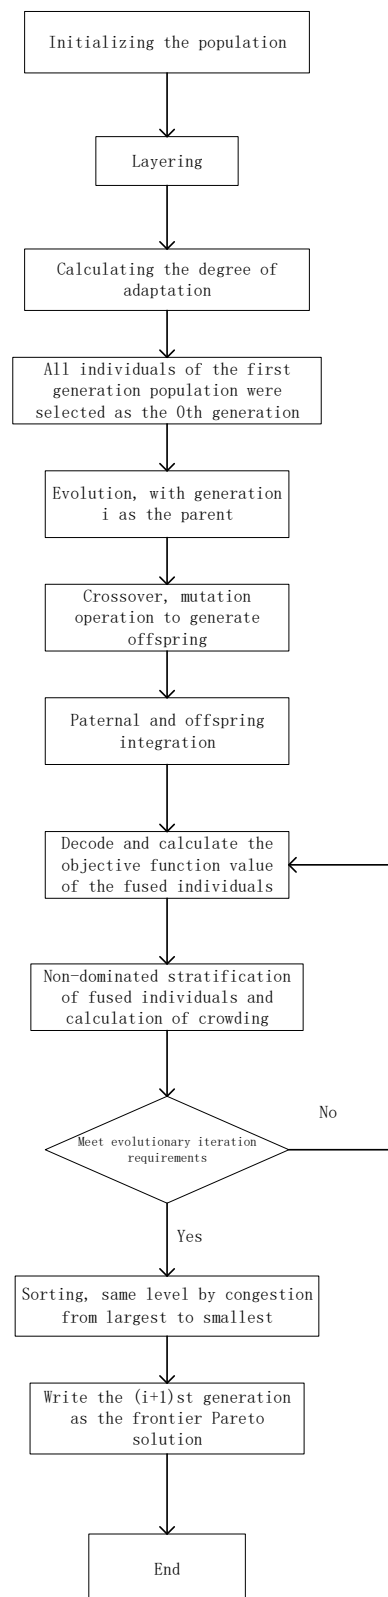 Initializing the population
Layering
Calculating the degree of
adaptation
All individuals of the first
generation population were
selected as the 0th generation
Evolution, with generation
i as the parent
Crossover, mutation
operation to generate
offspring
Paternal and offspring
integration
Decode and calculate the
objective function value
of the fused individuals
Non-dominated stratification
of fused individuals and
calculation of crowding
Meet evolutionary iteration
requirements
No
Yes
Sorting, same level by congestion
from largest to smallest
Write the (i+1)st generation
as the frontier Pareto
solution
End